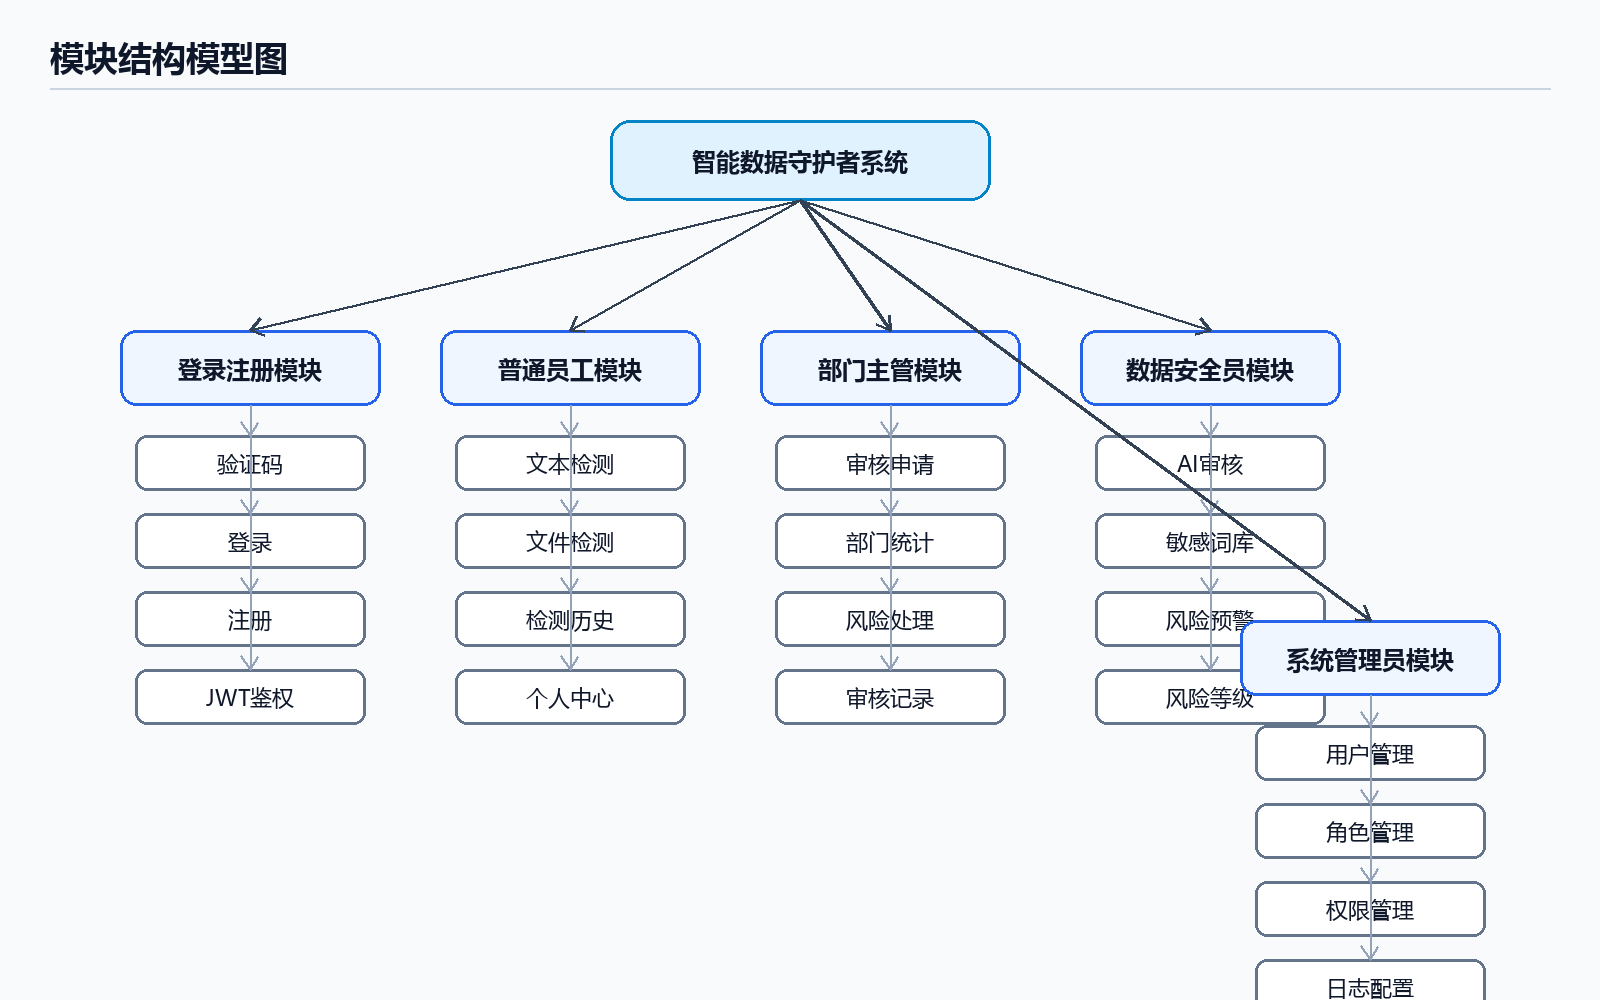 模块结构模型图
智能数据守护者系统
登录注册模块
普通员工模块
部门主管模块
数据安全员模块
验证码
文本检测
审核申请
AI审核
登录
文件检测
部门统计
敏感词库
注册
检测历史
风险处理
风险预警
系统管理员模块
JWT鉴权
个人中心
审核记录
风险等级
用户管理
角色管理
权限管理
日志配置